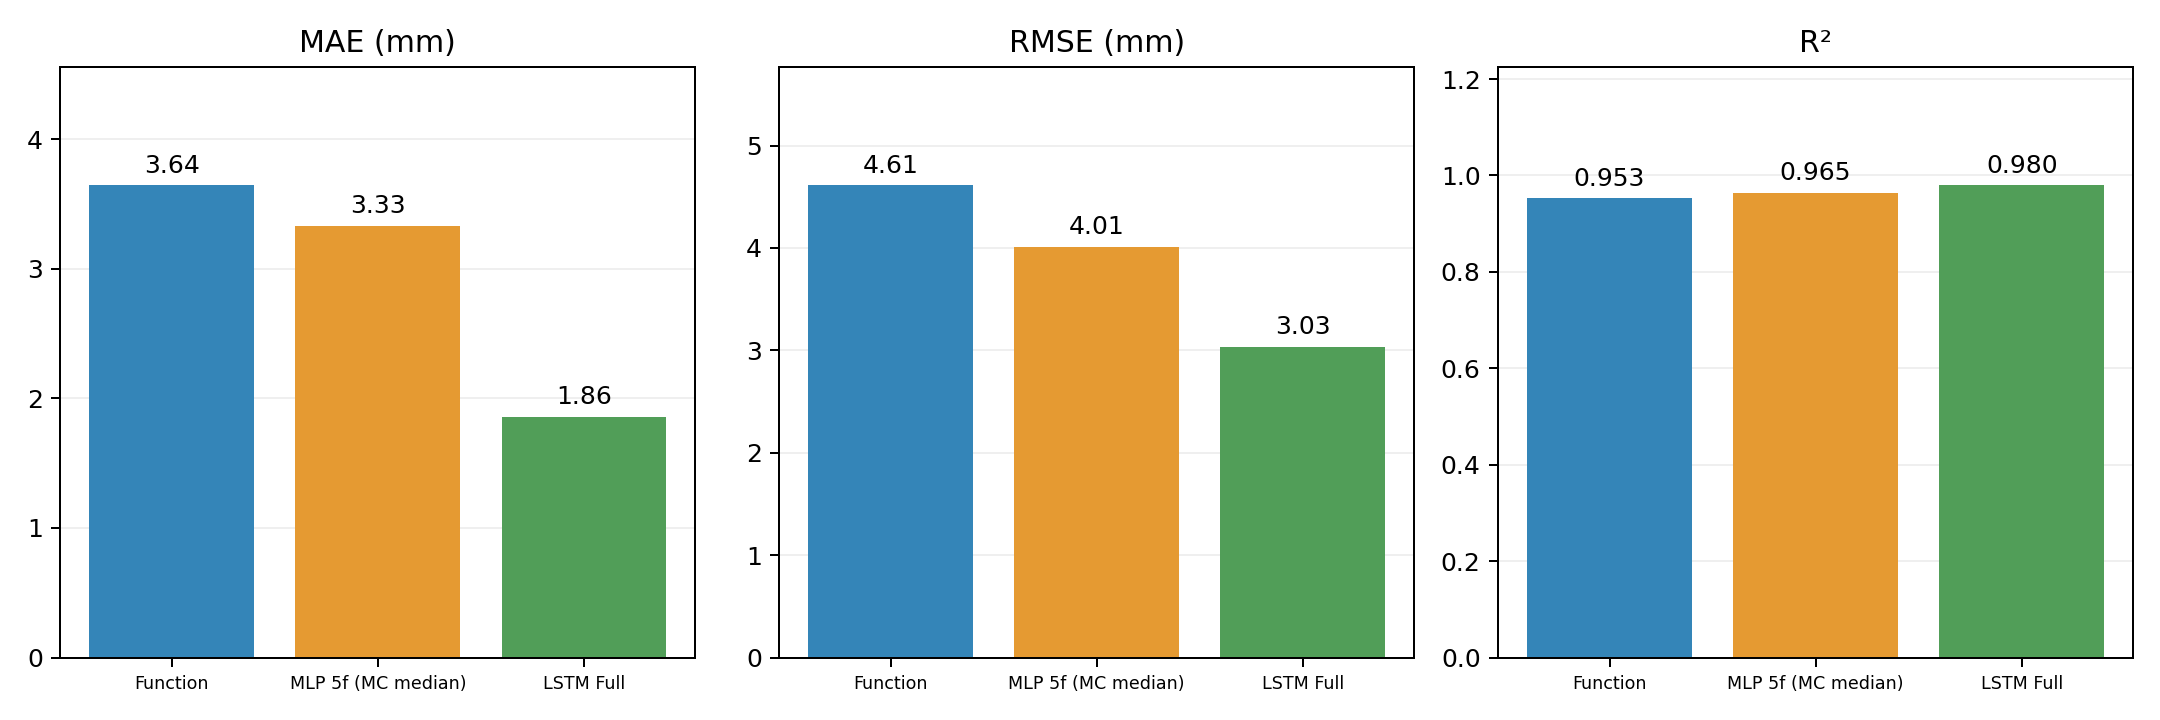 MAE (mm)
4
3
2
1
0
3.64
3.33
1.86
Function
MLP 5f (MC median)
LSTM Full
RMSE (mm)
5
4
3
2
1
0
4.61
4.01
3.03
Function
MLP 5f (MC median)
LSTM Full
R²
1.2
1.0
0.8
0.6
0.4
0.2
0.0
0.953
0.965
0.980
Function
MLP 5f (MC median)
LSTM Full